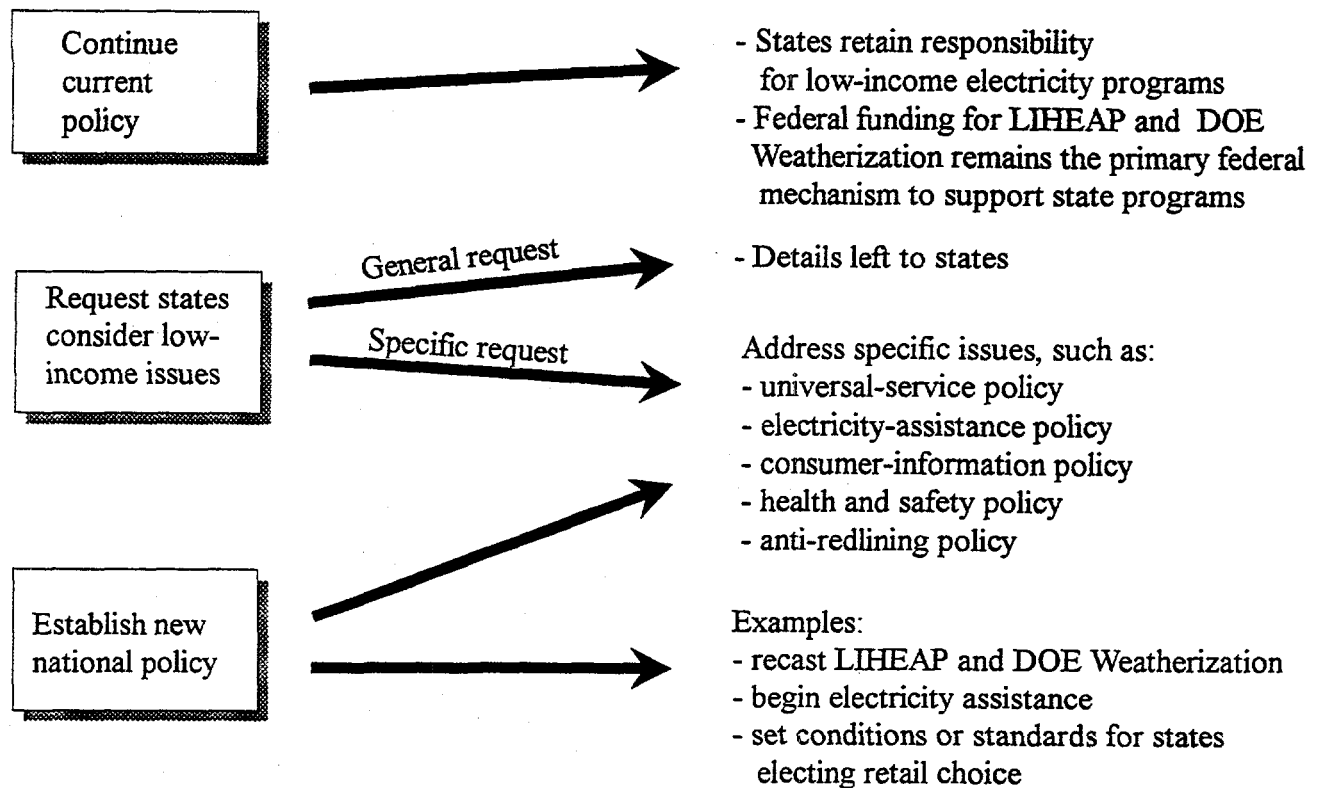 Continue
current
policy
- States retain responsibility
for low-income electricity programs
- Federal funding for LIHEAP and DOE
Weatherization remains the primary federal
mechanism to support state programs
Request states
consider low-
income issues
General request
- Details left to states
Specific request
Address specific issues, such as:
- universal-service policy
- electricity-assistance policy
- consumer-information policy
- health and safety policy
- anti-redlining policy
Establish new
national policy
Examples:
- recast LIHEAP and DOE Weatherization
- begin electricity assistance
- set conditions or standards for states
electing retail choice